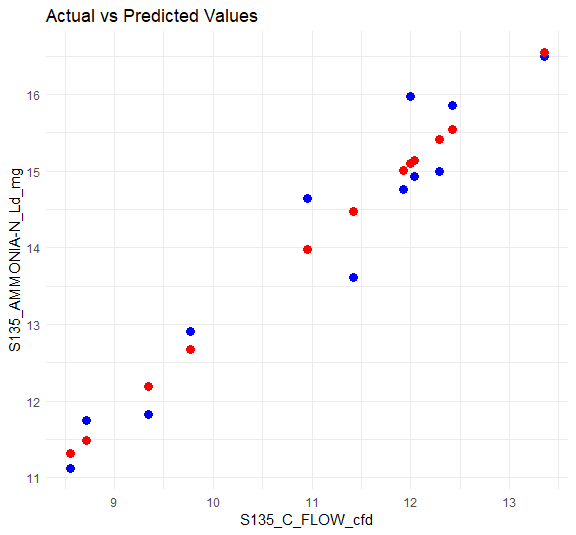 Actual vs Predicted Values
S135_AMMONIA-N_Ld_mg
16
15
14
13
12
11
9 10 11 12 13
S135_C_FLOW_cfd